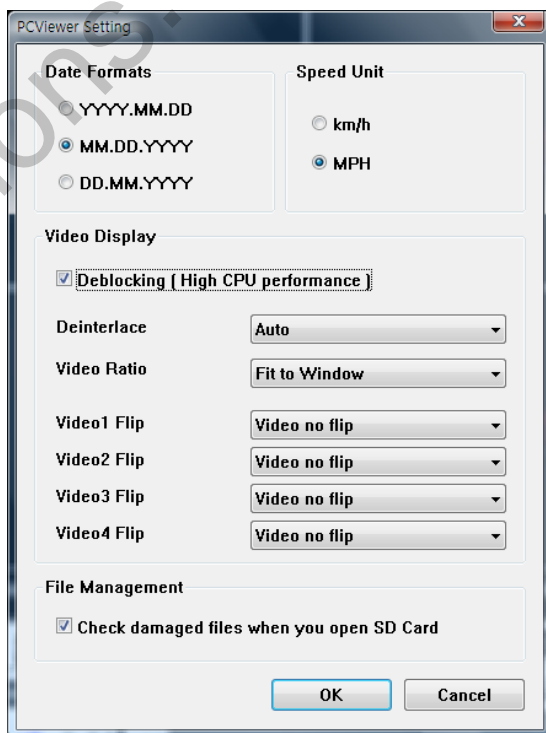 PCViewer Setting
Date Formats
YYYY.MM.DD
MM.DD.YYYY
DD.MM.YYYY
Speed Unit
km/h
MPH
Video Display
Deblocking ( High CPU performance )
Deinterlace
Auto
Video Ratio
Fit to Window
Video1 Flip
Video no flip
Video2 Flip
Video no flip
Video3 Flip
Video no flip
Video4 Flip
Video no flip
File Management
Check damaged files when you open SD Card
OK
Cancel
ons.